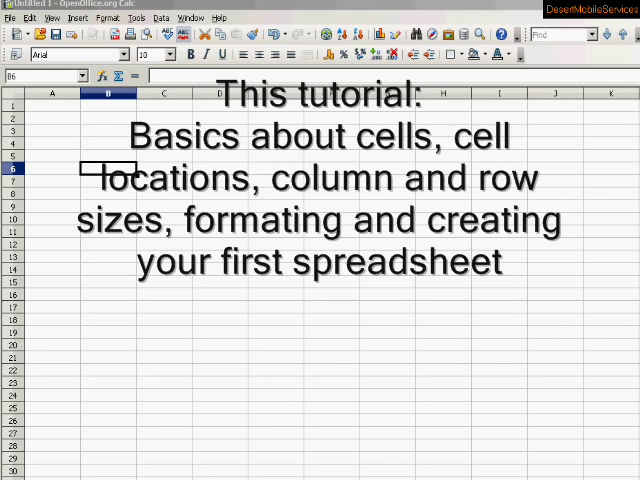 Untitled 1 - OpenOffice.org Calc
DesertMobileServices
File Edit View Insert Format Tools Data Window Help
Find
Arial 10 B I U
B6
A B C D E F G H I J K
This tutorial:
Basics about cells, cell
locations, column and row
sizes, formating and creating
your first spreadsheet
1
2
3
4
5
6
7
8
9
10
11
12
13
14
15
16
17
18
19
20
21
22
23
24
25
26
27
28
29
30